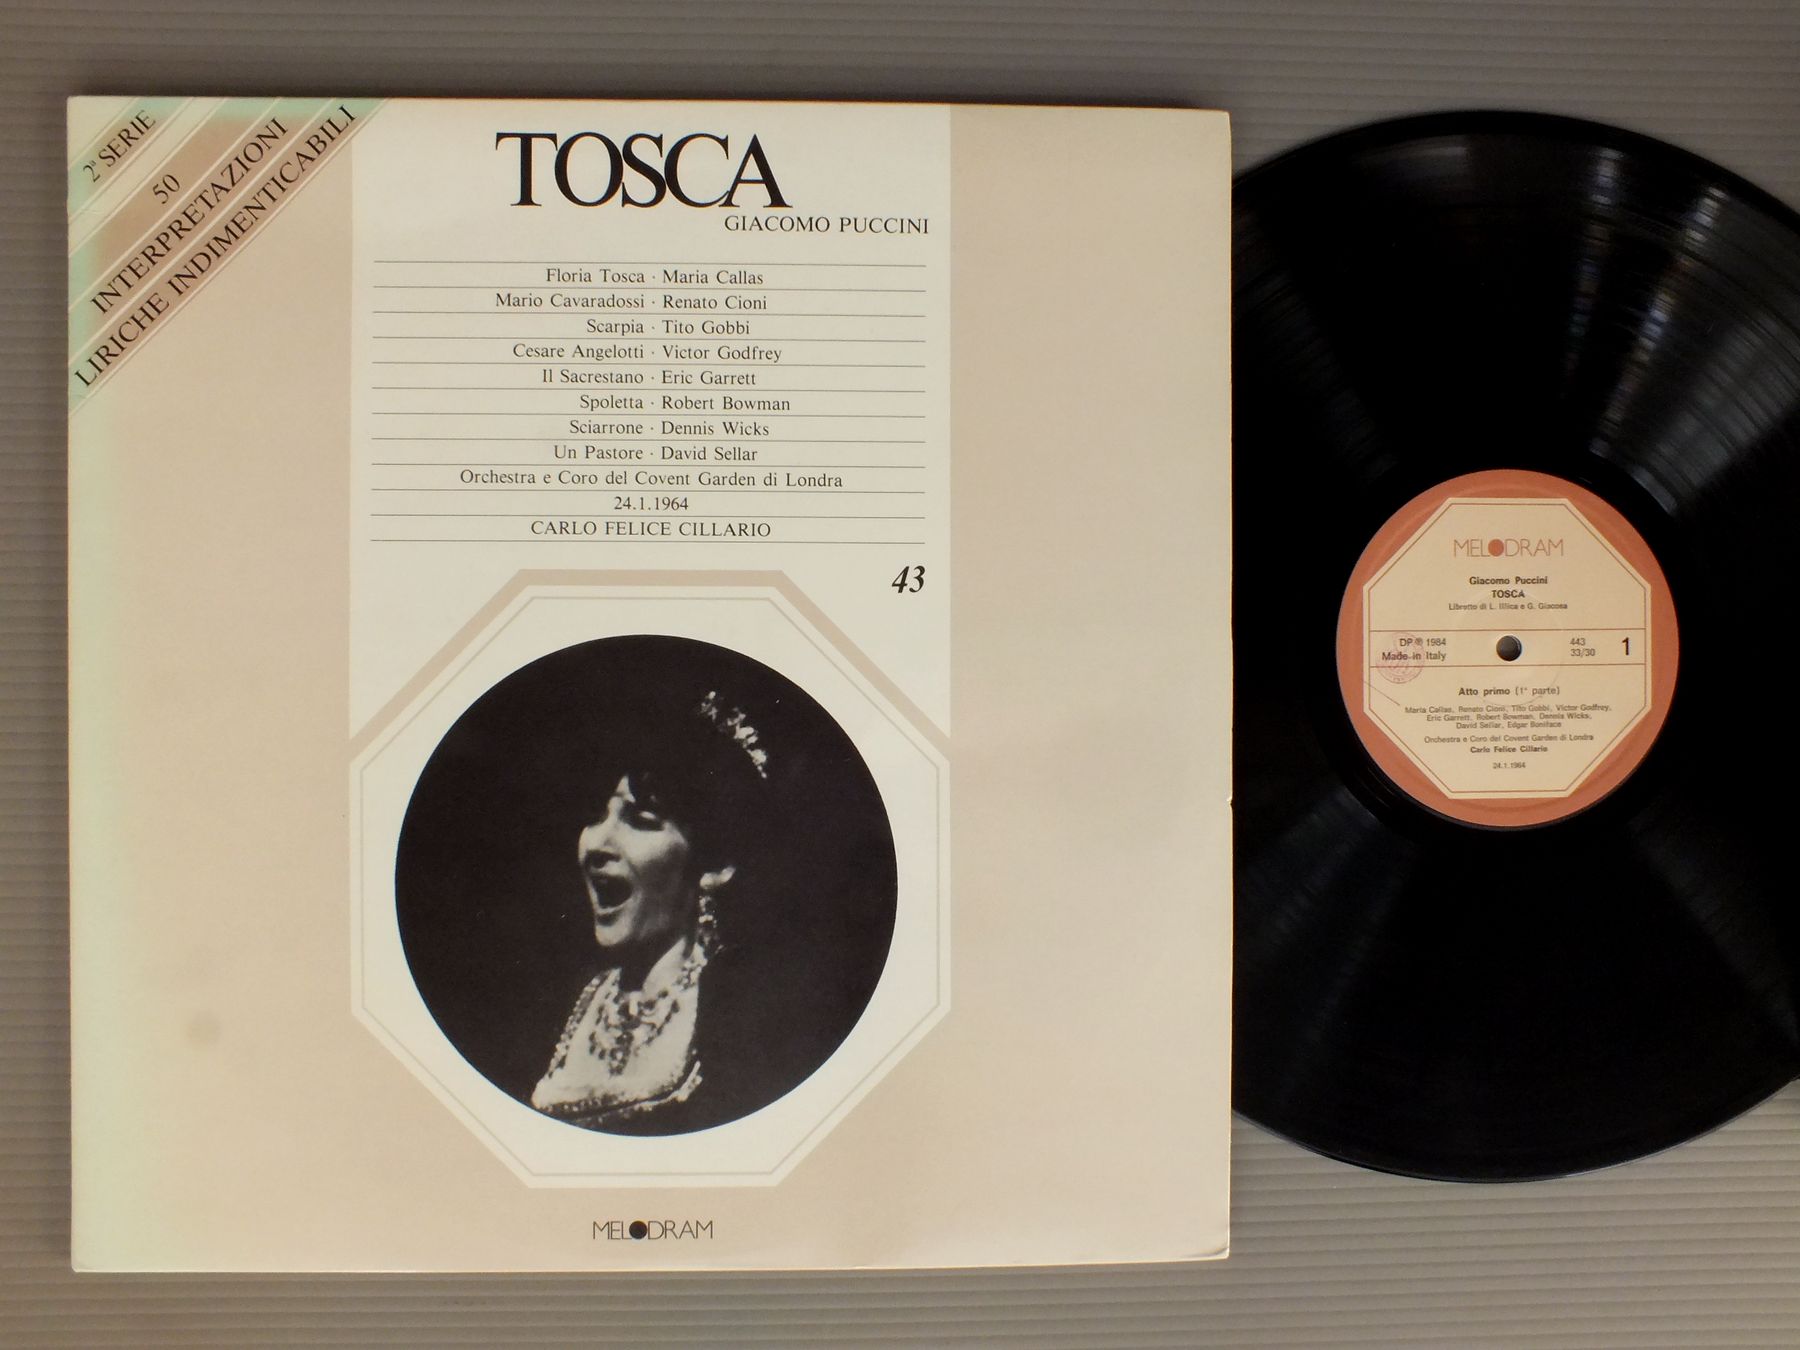 2ª SERIE
50
INTERPRETAZIONI
LIRICHE INDIMENTICABILI
TOSCA
GIACOMO PUCCINI
Floria Tosca · Maria Callas
Mario Cavaradossi · Renato Cioni
Scarpia · Tito Gobbi
Cesare Angelotti · Victor Godfrey
Il Sacrestano · Eric Garrett
Spoletta · Robert Bowman
Sciarrone · Dennis Wicks
Un Pastore · David Sellar
Orchestra e Coro del Covent Garden di Londra
24.1.1964
CARLO FELICE CILLARIO
43
MELODRAM
MELODRAM
Giacomo Puccini
TOSCA
Libretto di L. Illica e G. Giacosa
DP ℗ 1984
Made in Italy
443
33/30
1
Atto primo (1ª parte)
Maria Callas, Renato Cioni, Tito Gobbi, Victor Godfrey,
Eric Garrett, Robert Bowman, Dennis Wicks,
David Sellar, Edgar Boniface
Orchestra e Coro del Covent Garden di Londra
Carlo Felice Cillario
24.1.1964